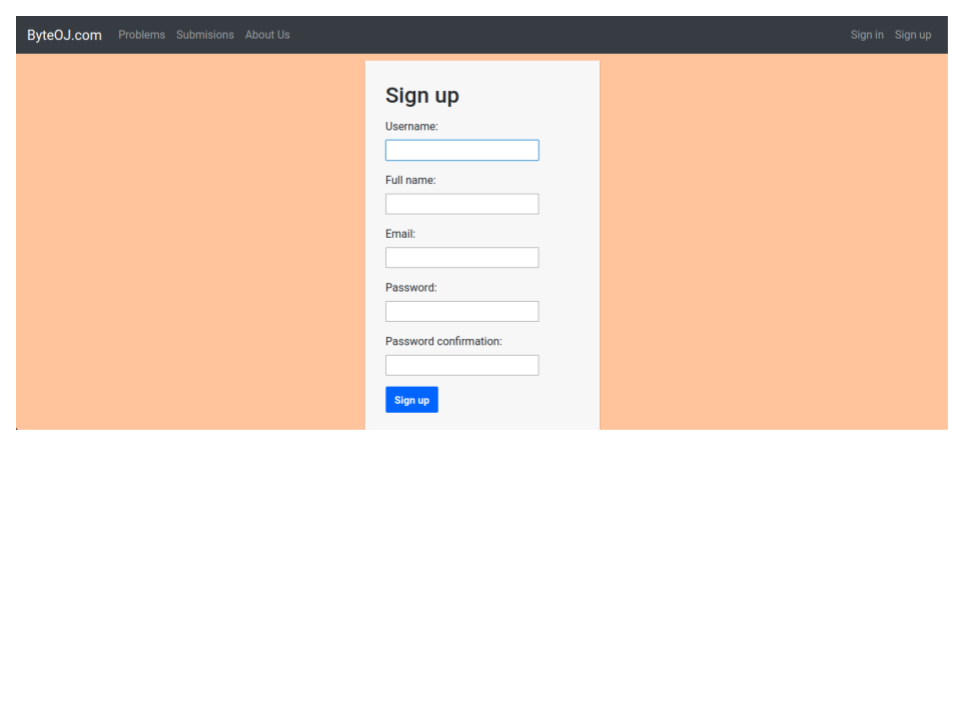 ByteOJ.com Problems Submisions About Us Sign in Sign up
Sign up
Username:
Full name:
Email:
Password:
Password confirmation:
Sign up